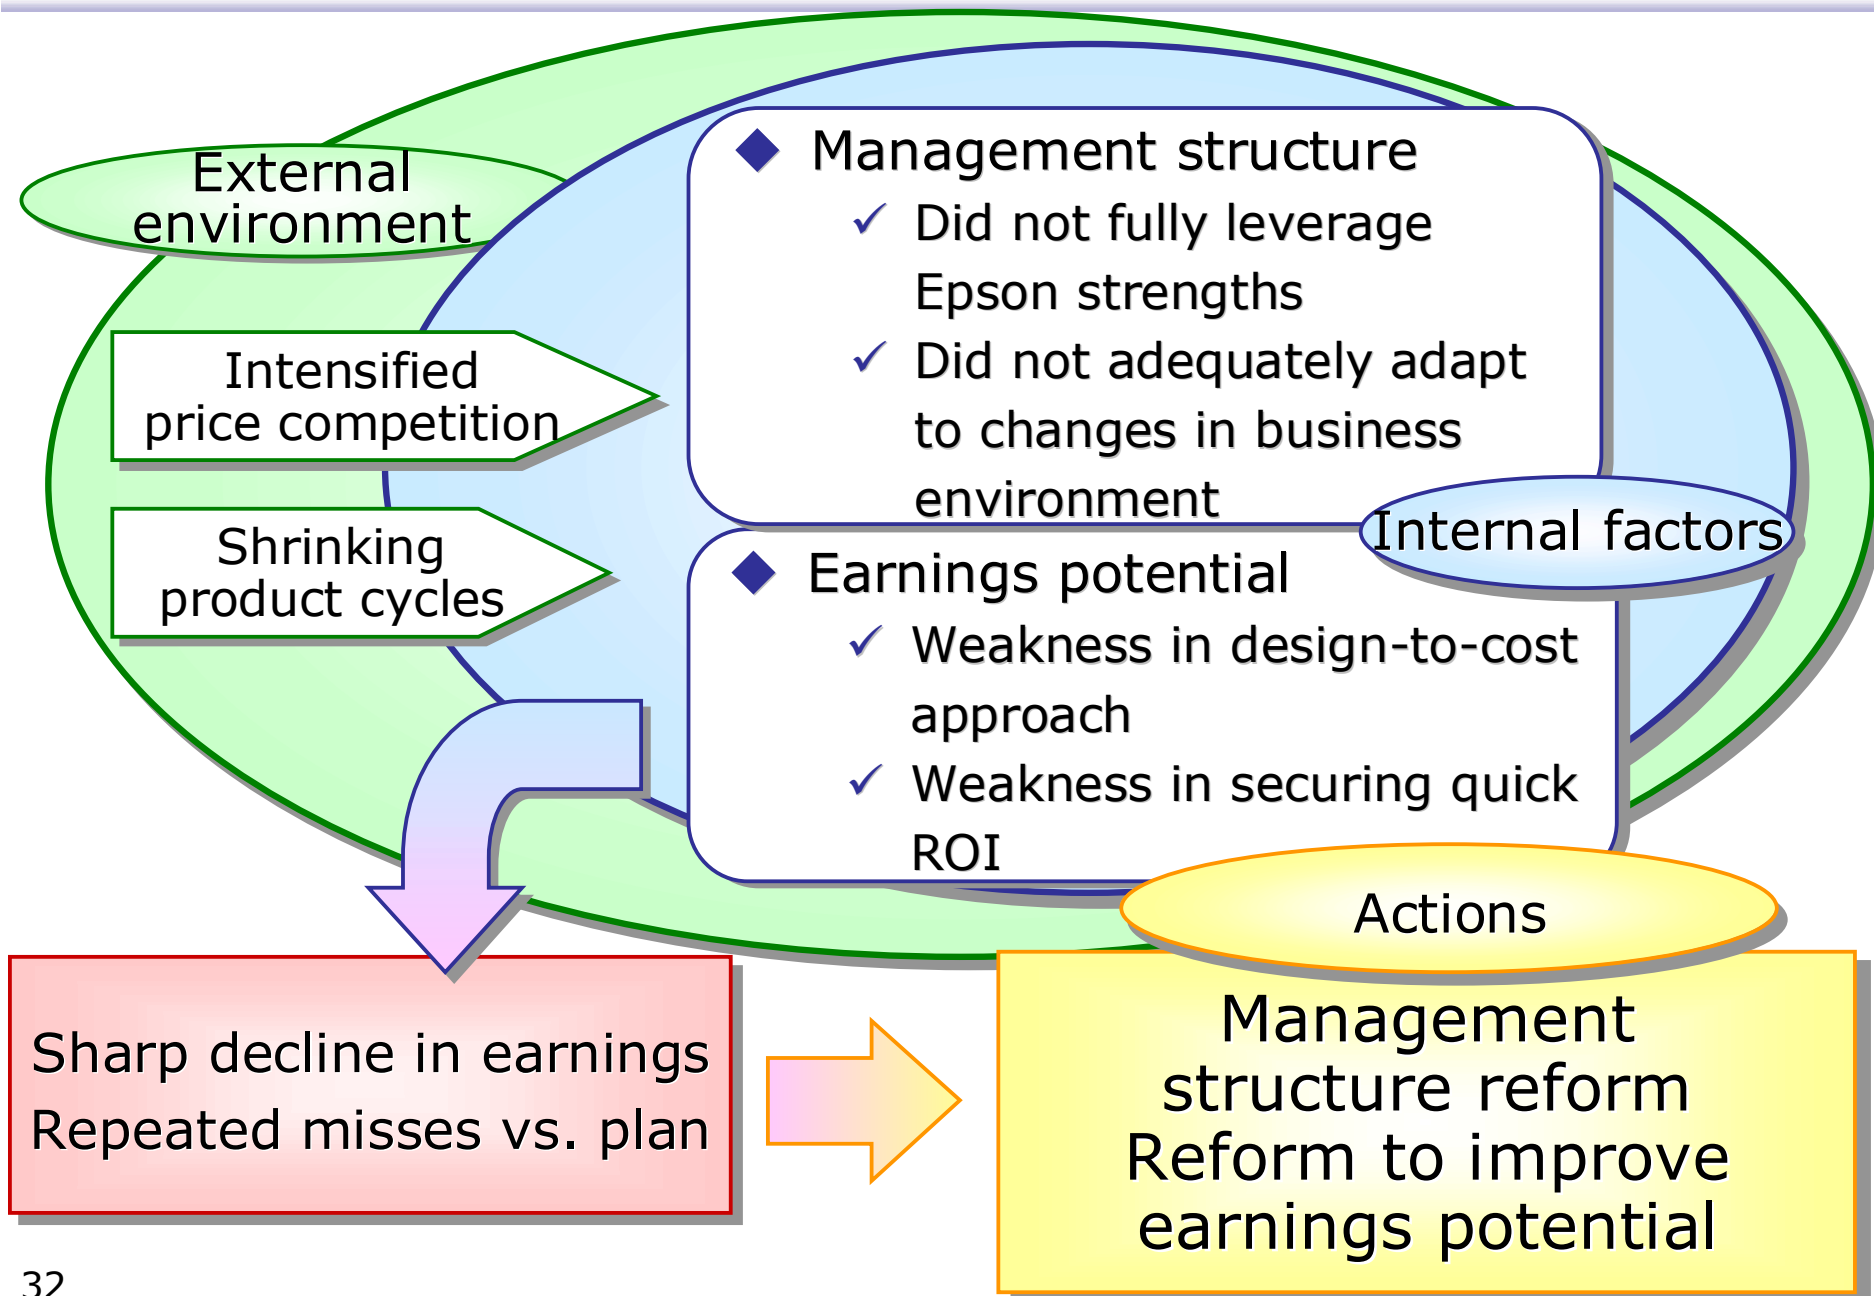 External
environment
Intensified
price competition
Shrinking
product cycles
◆ Management structure
✓ Did not fully leverage
Epson strengths
✓ Did not adequately adapt
to changes in business
environment
Internal factors
◆ Earnings potential
✓ Weakness in design-to-cost
approach
✓ Weakness in securing quick
ROI
Sharp decline in earnings
Repeated misses vs. plan
Actions
Management
structure reform
Reform to improve
earnings potential
32